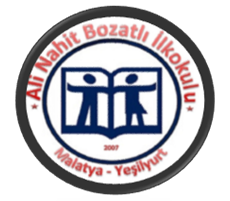 Ali Nahit Bozatlı İlkokulu
2007
Malatya - Yeşilyurt